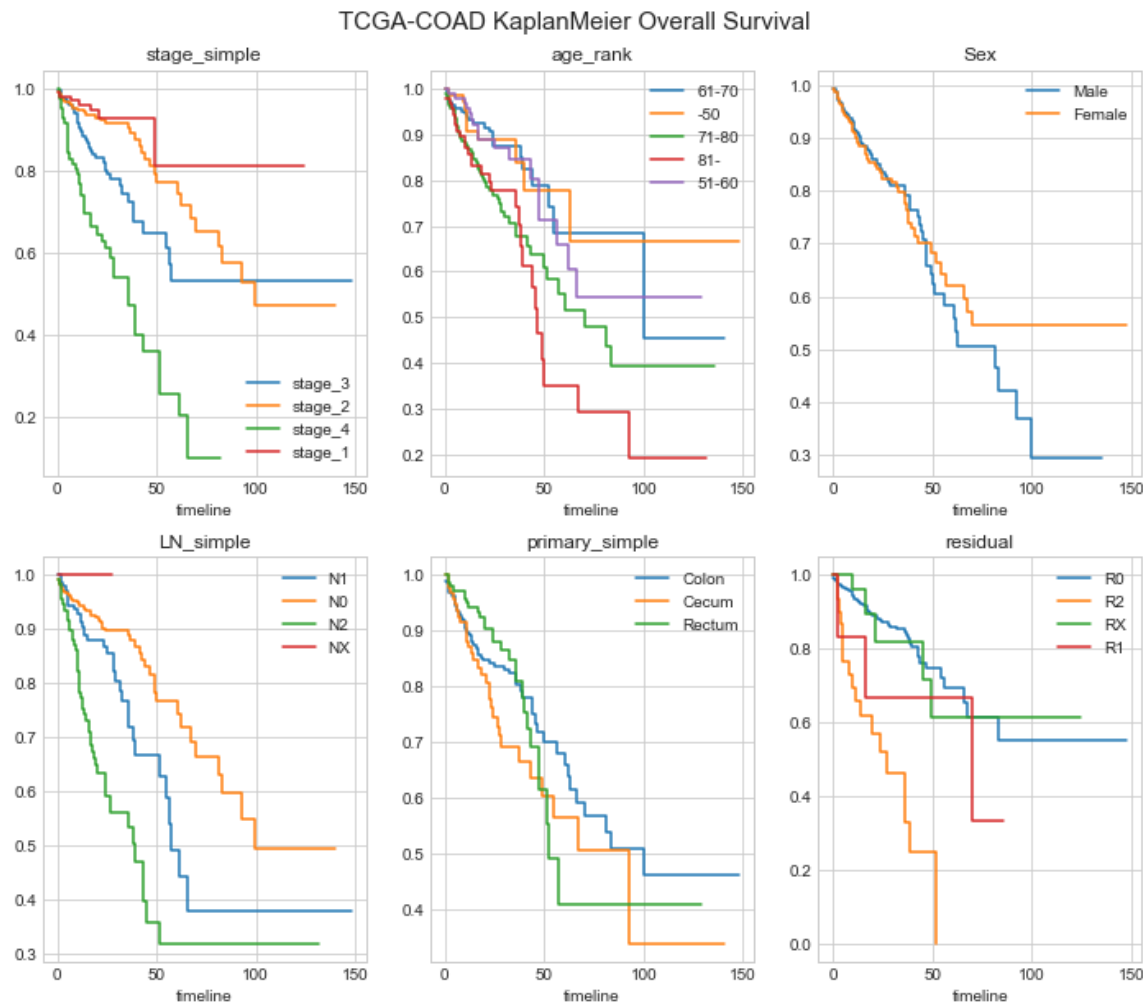 TCGA-COAD KaplanMeier Overall Survival
stage_simple
1.0
0.8
0.6
0.4
0.2
stage_3
stage_2
stage_4
stage_1
0
50
100
150
timeline
age_rank
1.0
0.9
0.8
0.7
0.6
0.5
0.4
0.3
0.2
61-70
-50
71-80
81-
51-60
0
50
100
150
timeline
Sex
1.0
0.9
0.8
0.7
0.6
0.5
0.4
0.3
Male
Female
0
50
100
150
timeline
LN_simple
1.0
0.9
0.8
0.7
0.6
0.5
0.4
0.3
N1
N0
N2
NX
0
50
100
150
timeline
primary_simple
1.0
0.9
0.8
0.7
0.6
0.5
0.4
Colon
Cecum
Rectum
0
50
100
150
timeline
residual
1.0
0.8
0.6
0.4
0.2
0.0
R0
R2
RX
R1
0
50
100
150
timeline